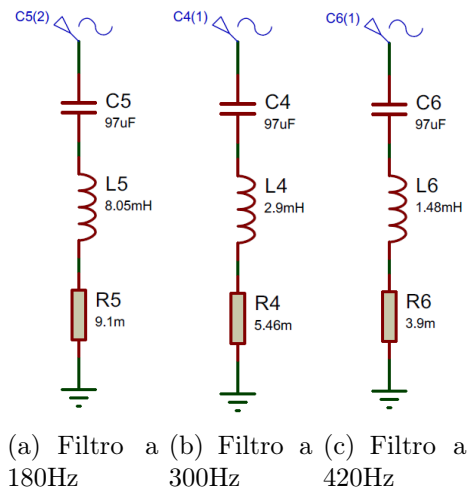 C5(2)
C5
97uF
L5
8.05mH
R5
9.1m
C4(1)
C4
97uF
L4
2.9mH
R4
5.46m
C6(1)
C6
97uF
L6
1.48mH
R6
3.9m
(a) Filtro a
180Hz
(b) Filtro a
300Hz
(c) Filtro a
420Hz